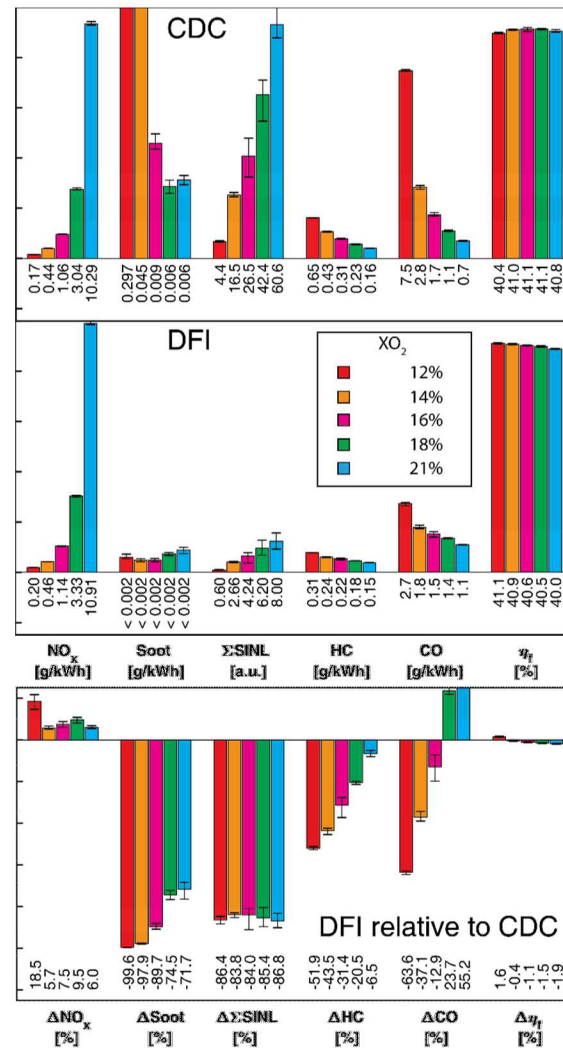 CDC
0.17 0.44 1.06 3.04 10.29 0.297 0.045 0.009 0.006 0.006 4.4 16.5 26.5 42.4 60.6 0.65 0.43 0.31 0.23 0.16 7.5 2.8 1.7 1.1 0.7 40.4 41.0 41.1 41.1 40.8
DFI
XO₂
12%
14%
16%
18%
21%
0.20 0.46 1.14 3.33 10.91 < 0.002 < 0.002 < 0.002 < 0.002 < 0.002 0.60 2.66 4.24 6.20 8.00 0.31 0.24 0.22 0.18 0.15 2.7 1.8 1.5 1.4 1.1 41.1 40.9 40.6 40.5 40.0
NOₓ Soot ΣSINL HC CO η_f
[g/kWh] [g/kWh] [a.u.] [g/kWh] [g/kWh] [%]
DFI relative to CDC
18.5 5.7 7.5 9.5 6.0 -99.6 -97.9 -89.7 -74.5 -71.7 -86.4 -83.8 -84.0 -85.4 -86.8 -51.9 -43.5 -31.4 -20.5 -6.5 -63.6 -37.1 -12.9 23.7 55.2 1.6 -0.4 -1.1 -1.5 -1.9
ΔNOₓ ΔSoot ΔΣSINL ΔHC ΔCO Δη_f
[%] [%] [%] [%] [%] [%]